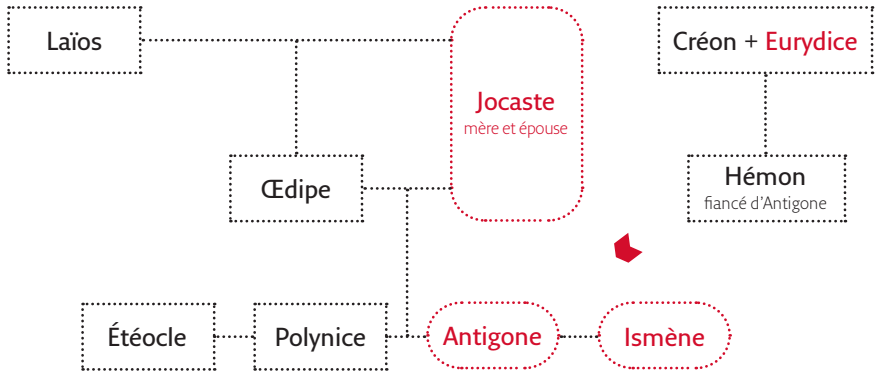 Laïos
Créon + Eurydice
Jocaste
mère et épouse
Œdipe
Hémon
fiancé d'Antigone
Étéocle
Polynice
Antigone
Ismène